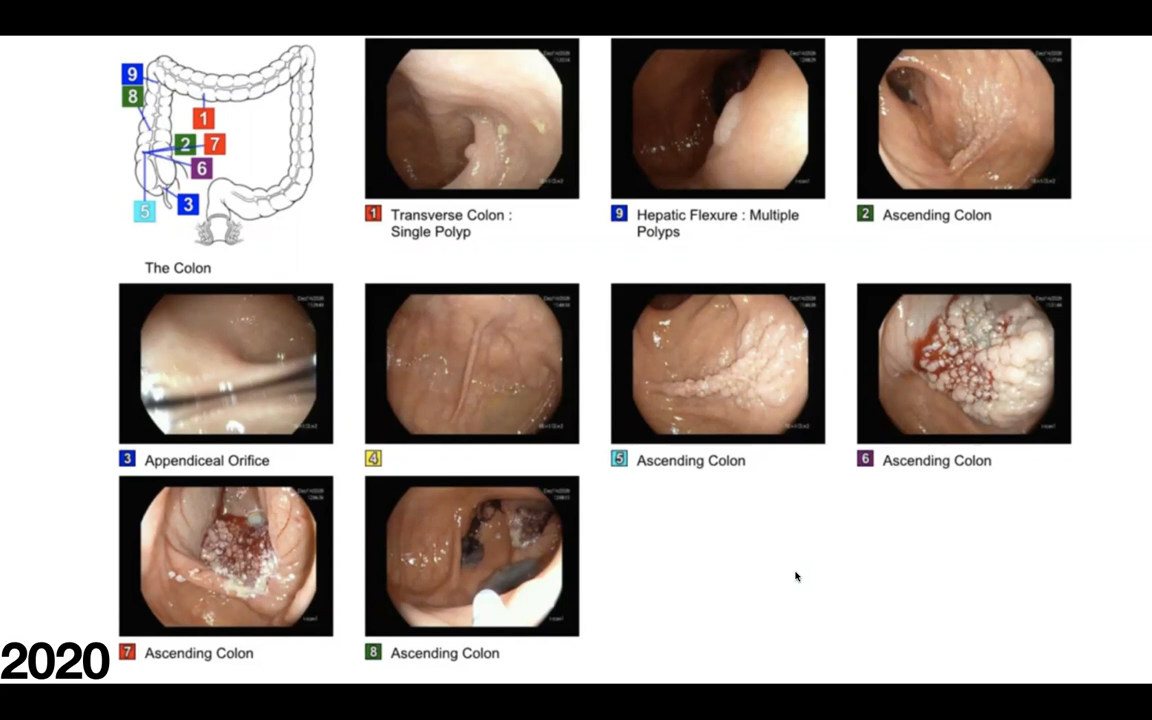 9
8
1
2
7
6
3
5
The Colon
1 Transverse Colon :
Single Polyp
9 Hepatic Flexure : Multiple
Polyps
2 Ascending Colon
3 Appendiceal Orifice
4
5 Ascending Colon
6 Ascending Colon
7 Ascending Colon
8 Ascending Colon
2020